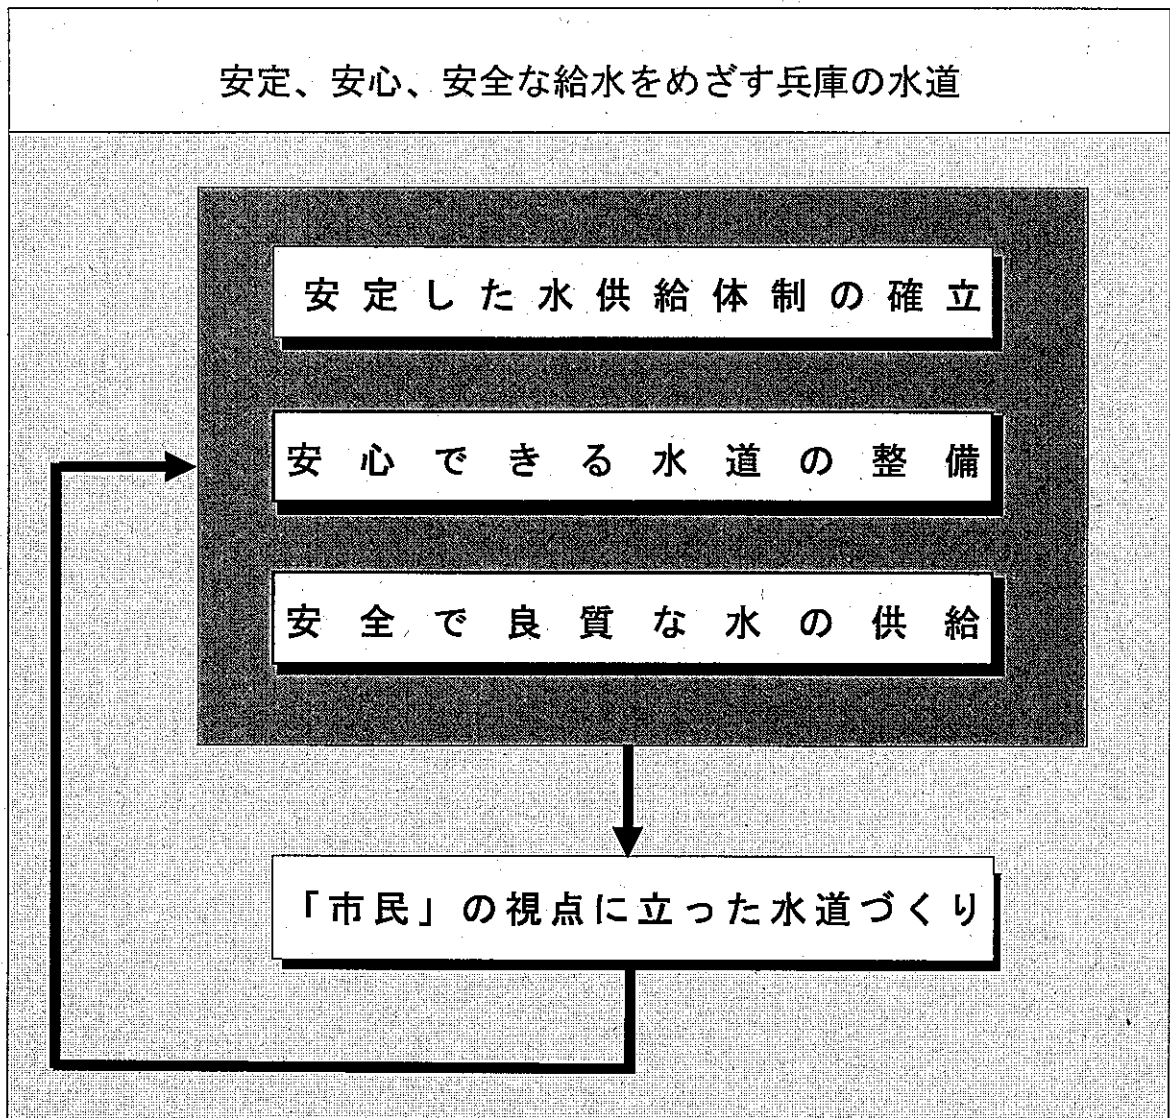 安定、安心、安全な給水をめざす兵庫の水道
安定した水供給体制の確立
安心できる水道の整備
安全で良質な水の供給
「市民」の視点に立った水道づくり